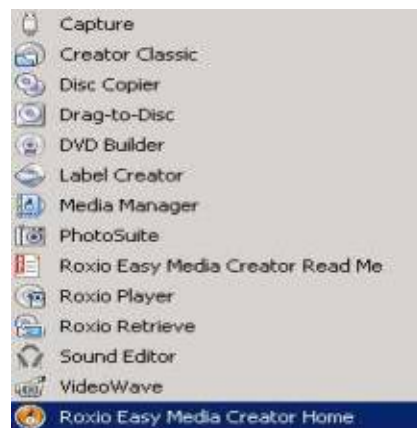 Capture
Creator Classic
Disc Copier
Drag-to-Disc
DVD Builder
Label Creator
Media Manager
PhotoSuite
Roxio Easy Media Creator Read Me
Roxio Player
Roxio Retrieve
Sound Editor
VideoWave
Roxio Easy Media Creator Home